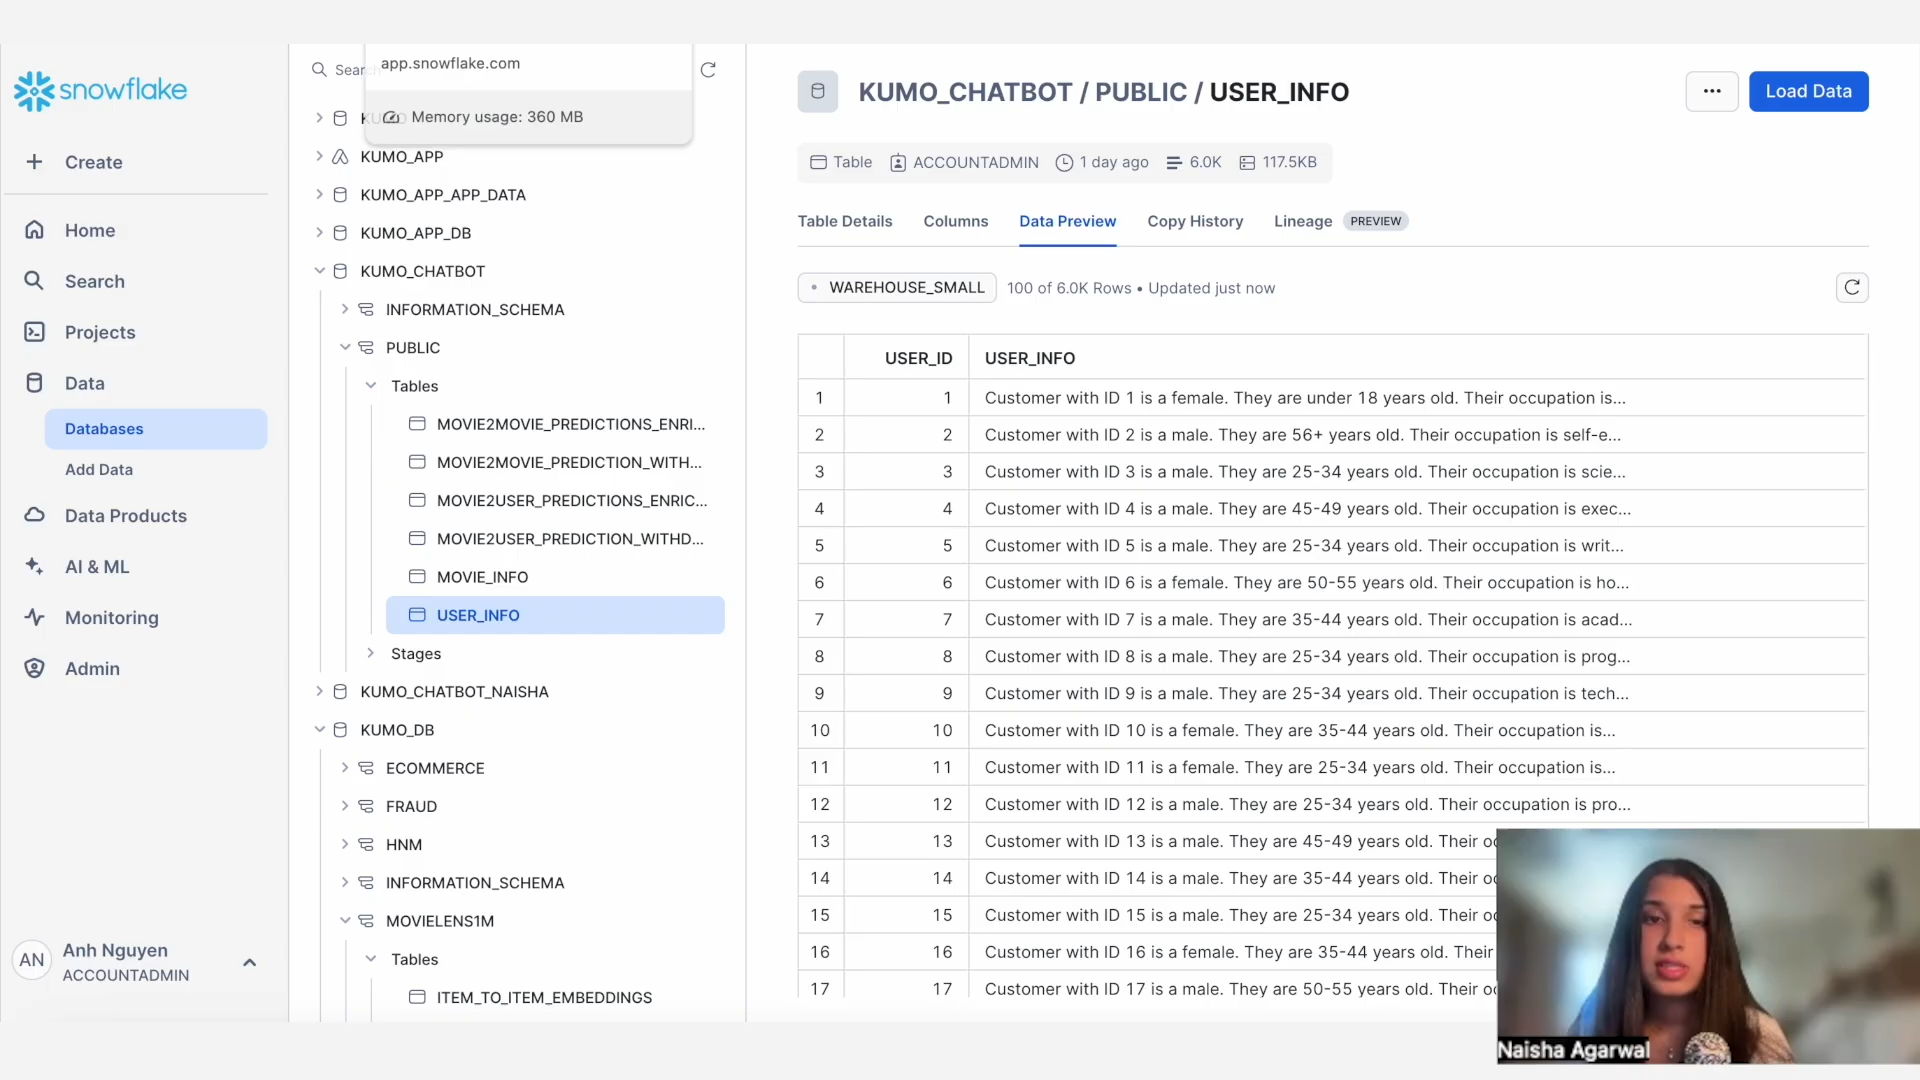 snowflake
Create
Home
Search
Projects
Data
Databases
Add Data
Data Products
AI & ML
Monitoring
Admin
AN
Anh Nguyen
ACCOUNTADMIN
app.snowflake.com
Memory usage: 360 MB
KUMO_APP
KUMO_APP_APP_DATA
KUMO_APP_DB
KUMO_CHATBOT
INFORMATION_SCHEMA
PUBLIC
Tables
MOVIE2MOVIE_PREDICTIONS_ENRI...
MOVIE2MOVIE_PREDICTION_WITH...
MOVIE2USER_PREDICTIONS_ENRIC...
MOVIE2USER_PREDICTION_WITHD...
MOVIE_INFO
USER_INFO
Stages
KUMO_CHATBOT_NAISHA
KUMO_DB
ECOMMERCE
FRAUD
HNM
INFORMATION_SCHEMA
MOVIELENS1M
Tables
ITEM_TO_ITEM_EMBEDDINGS
KUMO_CHATBOT / PUBLIC / USER_INFO
... Load Data
Table ACCOUNTADMIN 1 day ago 6.0K 117.5KB
Table Details Columns Data Preview Copy History Lineage PREVIEW
WAREHOUSE_SMALL 100 of 6.0K Rows • Updated just now
USER_ID USER_INFO
1 1 Customer with ID 1 is a female. They are under 18 years old. Their occupation is...
2 2 Customer with ID 2 is a male. They are 56+ years old. Their occupation is self-e...
3 3 Customer with ID 3 is a male. They are 25-34 years old. Their occupation is scie...
4 4 Customer with ID 4 is a male. They are 45-49 years old. Their occupation is exec...
5 5 Customer with ID 5 is a male. They are 25-34 years old. Their occupation is writ...
6 6 Customer with ID 6 is a female. They are 50-55 years old. Their occupation is ho...
7 7 Customer with ID 7 is a male. They are 35-44 years old. Their occupation is acad...
8 8 Customer with ID 8 is a male. They are 25-34 years old. Their occupation is prog...
9 9 Customer with ID 9 is a male. They are 25-34 years old. Their occupation is tech...
10 10 Customer with ID 10 is a female. They are 35-44 years old. Their occupation is...
11 11 Customer with ID 11 is a female. They are 25-34 years old. Their occupation is...
12 12 Customer with ID 12 is a male. They are 25-34 years old. Their occupation is pro...
13 13 Customer with ID 13 is a male. They are 45-49 years old. Their
14 14 Customer with ID 14 is a male. They are 35-44 years old. Their
15 15 Customer with ID 15 is a male. They are 25-34 years old. Their
16 16 Customer with ID 16 is a female. They are 35-44 years old. Their
17 17 Customer with ID 17 is a male. They are 50-55 years old. Their
Naisha Agarwal